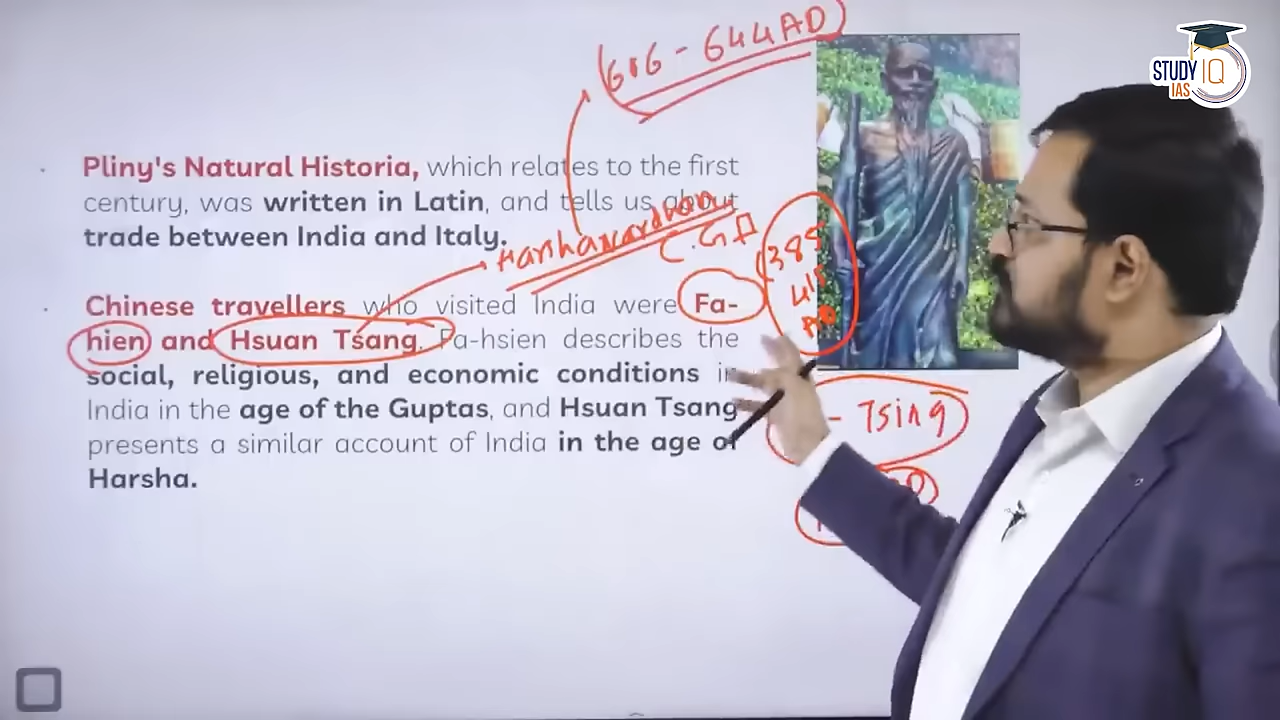 606 - 644 AD
STUDY IQ
IAS
Pliny's Natural Historia, which relates to the first
century, was written in Latin, and tells us about
trade between India and Italy.
Harshavardhan
C.G.II
385
415
AD
Chinese travellers who visited India were Fa-
hien and Hsuan Tsang. Fa-hsien describes the
social, religious, and economic conditions in
India in the age of the Guptas, and Hsuan Tsang
presents a similar account of India in the age of
Harsha.
- Tsing